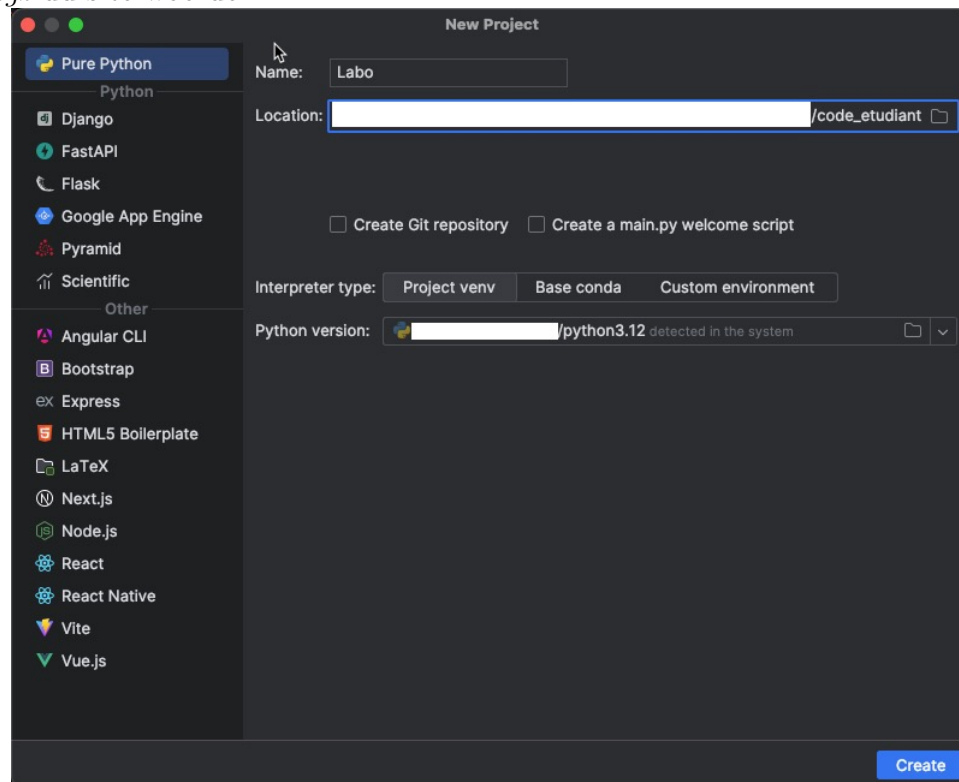 New Project
Pure Python
Python
Django
FastAPI
Flask
Google App Engine
Pyramid
Scientific
Other
Angular CLI
Bootstrap
Express
HTML5 Boilerplate
LaTeX
Next.js
Node.js
React
React Native
Vite
Vue.js
Name: Labo
Location: /code_etudiant
Create Git repository Create a main.py welcome script
Interpreter type: Project venv Base conda Custom environment
Python version: /python3.12 detected in the system
Create